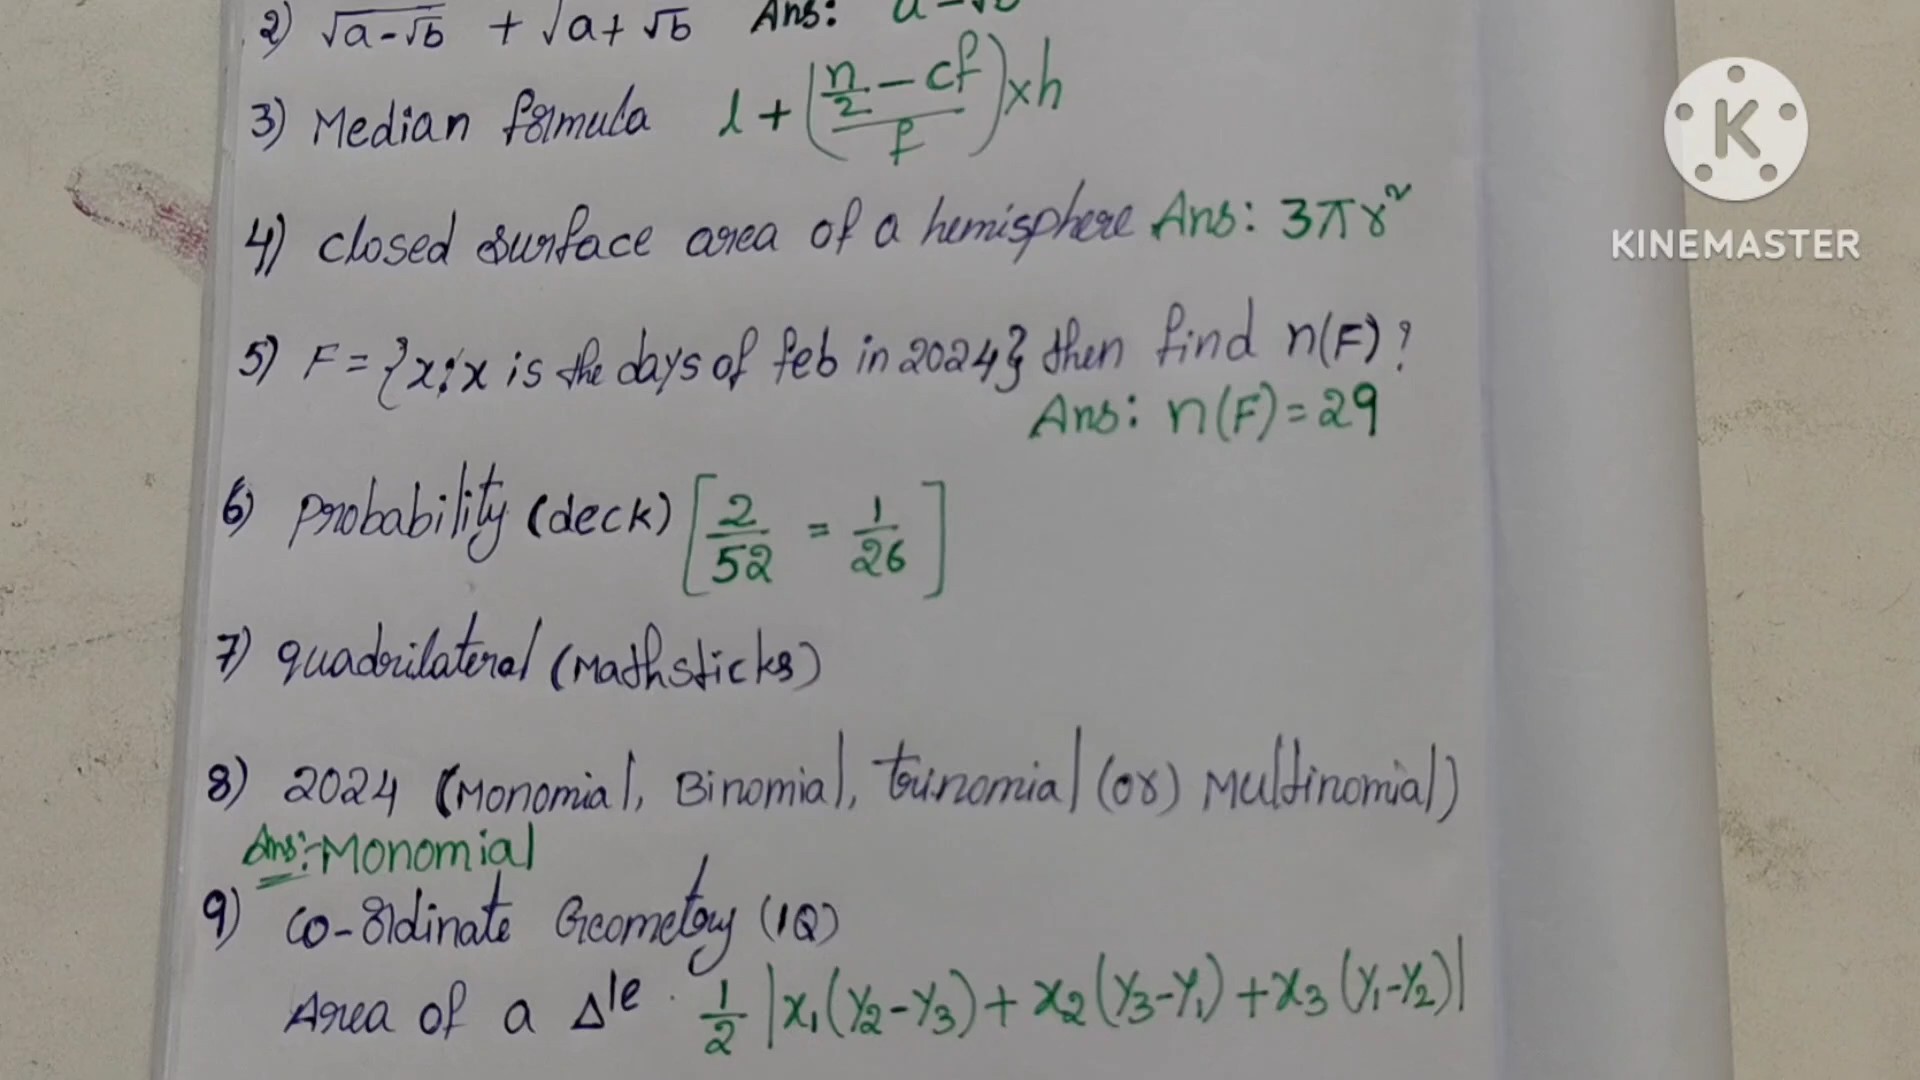 2) √a-√b + √a+√b Ans: a-√b
3) Median formula l + ((n/2 - cf)/f) × h
4) closed surface area of a hemisphere Ans: 3πr²
5) F = {x:x is the days of feb in 2024} then find n(F)?
Ans: n(F) = 29
6) Probability (deck) [2/52 = 1/26]
7) quadrilateral (Mathsticks)
8) 2024 (Monomial, Binomial, Trinomial (or) Multinomial)
Ans:- Monomial
9) Co-ordinate Geometry (1Q)
Area of a Δle. 1/2 |x₁(y₂-y₃) + x₂(y₃-y₁) + x₃(y₁-y₂)|
K
KINEMASTER